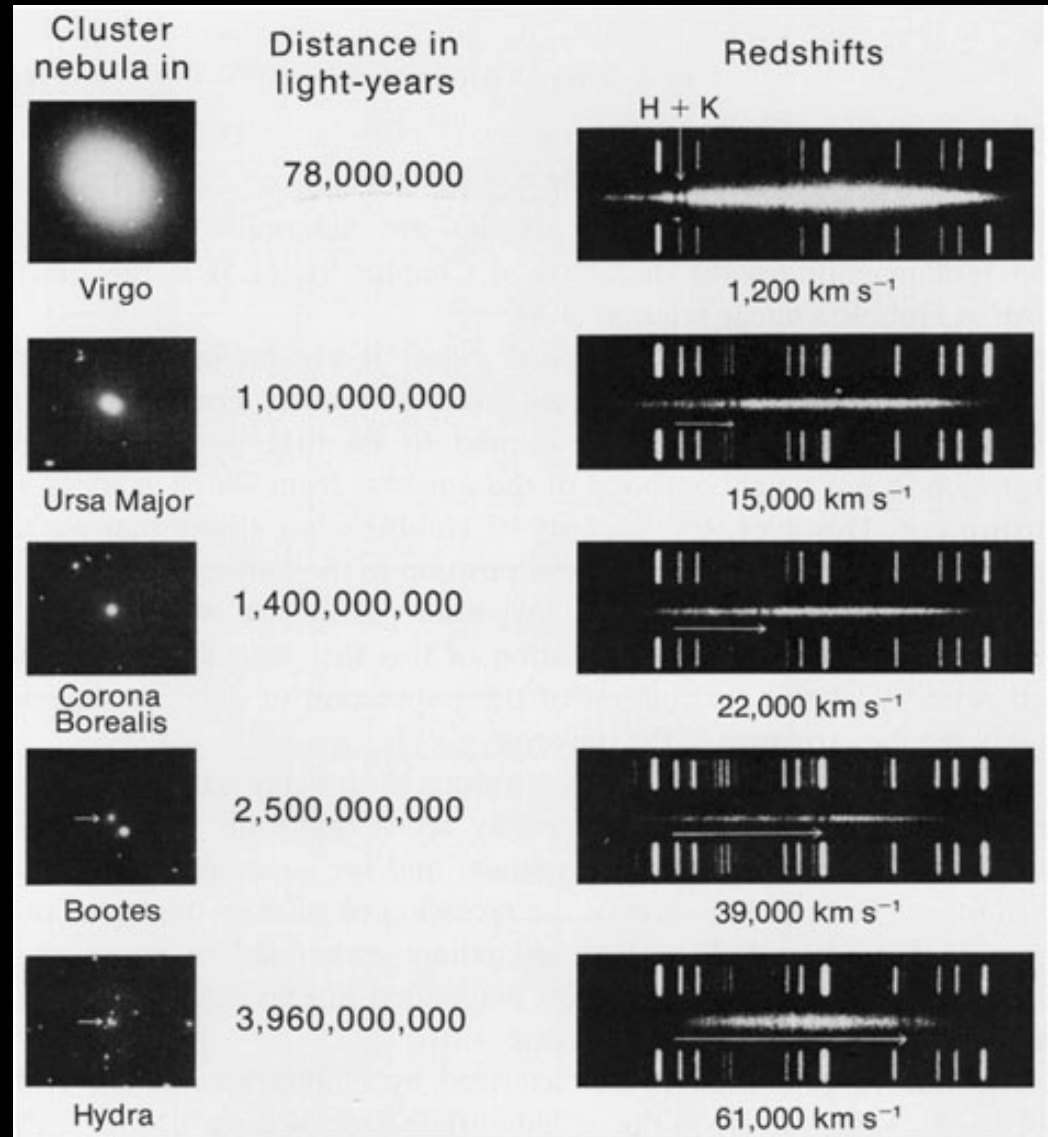 Cluster
nebula in
Distance in
light-years
Redshifts
H + K
78,000,000
Virgo
1,200 km s⁻¹
1,000,000,000
Ursa Major
15,000 km s⁻¹
1,400,000,000
Corona
Borealis
22,000 km s⁻¹
2,500,000,000
Bootes
39,000 km s⁻¹
3,960,000,000
Hydra
61,000 km s⁻¹